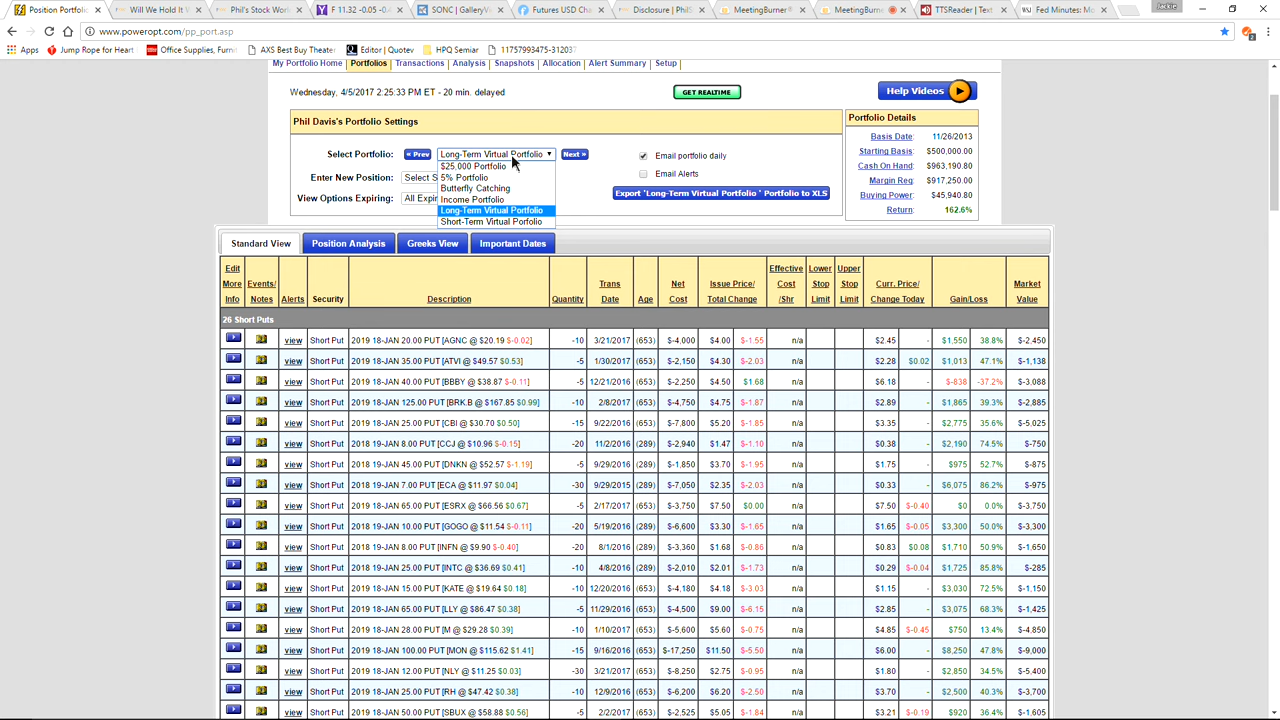 Position Portfoli
Will We Hold It W
Phil's Stock Work
F 11.32 -0.05 -0.4
SONC | GalleryVi
Futures USD Cha
Disclosure | PhilS
MeetingBurner®
MeetingBurne
TTSReader | Text
Fed Minutes: Mo
Jackie
www.poweropt.com/pp_port.asp
Apps
Jump Rope for Heart
Office Supplies, Furn
AXS Best Buy Theater
Editor | Quotev
HPQ Semiar
11757993475-312037
My Portfolio Home Portfolios Transactions Analysis Snapshots Allocation Alert Summary Setup
Wednesday, 4/5/2017 2:25:33 PM ET - 20 min. delayed
GET REALTIME
Help Videos
Phil Davis's Portfolio Settings
Select Portfolio: « Prev Long-Term Virtual Portfolio Next »
$25,000 Portfolio
5% Portfolio
Butterfly Catching
Income Portfolio
Long-Term Virtual Portfolio
Short-Term Virtual Porfolio
Enter New Position: Select S
View Options Expiring: All Expir
Email portfolio daily
Email Alerts
Export 'Long-Term Virtual Portfolio ' Portfolio to XLS
Portfolio Details
Basis Date: 11/26/2013
Starting Basis: $500,000.00
Cash On Hand: $963,190.80
Margin Req: $917,250.00
Buying Power: $45,940.80
Return: 162.6%
Standard View Position Analysis Greeks View Important Dates
Edit More Info Events/ Notes Alerts Security Description Quantity Trans Date Age Net Cost Issue Price/ Total Change Effective Cost /Shr Lower Stop Limit Upper Stop Limit Curr. Price/ Change Today Gain/Loss Market Value
26 Short Puts
view Short Put 2019 18-JAN 20.00 PUT [AGNC @ $20.19 $-0.02] -10 3/21/2017 (653) $-4,000 $4.00 $-1.55 n/a $2.45 - $1,550 38.8% $-2,450
view Short Put 2019 18-JAN 35.00 PUT [ATVI @ $49.57 $0.53] -5 1/30/2017 (653) $-2,150 $4.30 $-2.03 n/a $2.28 $0.02 $1,013 47.1% $-1,138
view Short Put 2019 18-JAN 40.00 PUT [BBBY @ $38.87 $-0.11] -5 12/21/2016 (653) $-2,250 $4.50 $1.68 n/a $6.18 - $-838 -37.2% $-3,088
view Short Put 2019 18-JAN 125.00 PUT [BRK.B @ $167.85 $0.99] -10 2/8/2017 (653) $-4,750 $4.75 $-1.87 n/a $2.89 - $1,865 39.3% $-2,885
view Short Put 2019 18-JAN 25.00 PUT [CBI @ $30.70 $0.50] -15 9/22/2016 (653) $-7,800 $5.20 $-1.85 n/a $3.35 - $2,775 35.6% $-5,025
view Short Put 2018 19-JAN 8.00 PUT [CCJ @ $10.96 $-0.15] -20 11/2/2016 (289) $-2,940 $1.47 $-1.10 n/a $0.38 - $2,190 74.5% $-750
view Short Put 2018 19-JAN 45.00 PUT [DNKN @ $52.57 $-1.19] -5 9/29/2016 (289) $-1,850 $3.70 $-1.95 n/a $1.75 - $975 52.7% $-875
view Short Put 2018 19-JAN 7.00 PUT [ECA @ $11.97 $0.04] -30 9/29/2015 (289) $-7,050 $2.35 $-2.03 n/a $0.33 - $6,075 86.2% $-975
view Short Put 2019 18-JAN 65.00 PUT [ESRX @ $66.56 $0.67] -5 2/17/2017 (653) $-3,750 $7.50 $0.00 n/a $7.50 $-0.40 $0 0.0% $-3,750
view Short Put 2018 19-JAN 10.00 PUT [GOGO @ $11.54 $-0.11] -20 5/19/2016 (289) $-6,600 $3.30 $-1.65 n/a $1.65 $-0.05 $3,300 50.0% $-3,300
view Short Put 2018 19-JAN 8.00 PUT [INFN @ $9.90 $-0.40] -20 8/1/2016 (289) $-3,360 $1.68 $-0.86 n/a $0.83 $0.08 $1,710 50.9% $-1,650
view Short Put 2018 19-JAN 25.00 PUT [INTC @ $36.69 $0.41] -10 4/8/2016 (289) $-2,010 $2.01 $-1.73 n/a $0.29 $-0.04 $1,725 85.8% $-285
view Short Put 2019 18-JAN 15.00 PUT [KATE @ $19.64 $0.18] -10 12/20/2016 (653) $-4,180 $4.18 $-3.03 n/a $1.15 - $3,030 72.5% $-1,150
view Short Put 2019 18-JAN 65.00 PUT [LLY @ $86.47 $0.38] -5 11/29/2016 (653) $-4,500 $9.00 $-6.15 n/a $2.85 - $3,075 68.3% $-1,425
view Short Put 2019 18-JAN 28.00 PUT [M @ $29.28 $0.39] -10 1/10/2017 (653) $-5,600 $5.60 $-0.75 n/a $4.85 $-0.45 $750 13.4% $-4,850
view Short Put 2019 18-JAN 100.00 PUT [MON @ $115.62 $1.41] -15 9/16/2016 (653) $-17,250 $11.50 $-5.50 n/a $6.00 - $8,250 47.8% $-9,000
view Short Put 2019 18-JAN 12.00 PUT [NLY @ $11.25 $0.03] -30 3/21/2017 (653) $-8,250 $2.75 $-0.95 n/a $1.80 - $2,850 34.5% $-5,400
view Short Put 2019 18-JAN 25.00 PUT [RH @ $47.42 $0.38] -10 12/9/2016 (653) $-6,200 $6.20 $-2.50 n/a $3.70 - $2,500 40.3% $-3,700
view Short Put 2019 18-JAN 50.00 PUT [SBUX @ $58.88 $0.56] -5 2/2/2017 (653) $-2,525 $5.05 $-1.84 n/a $3.21 $-0.19 $920 36.4% $-1,605